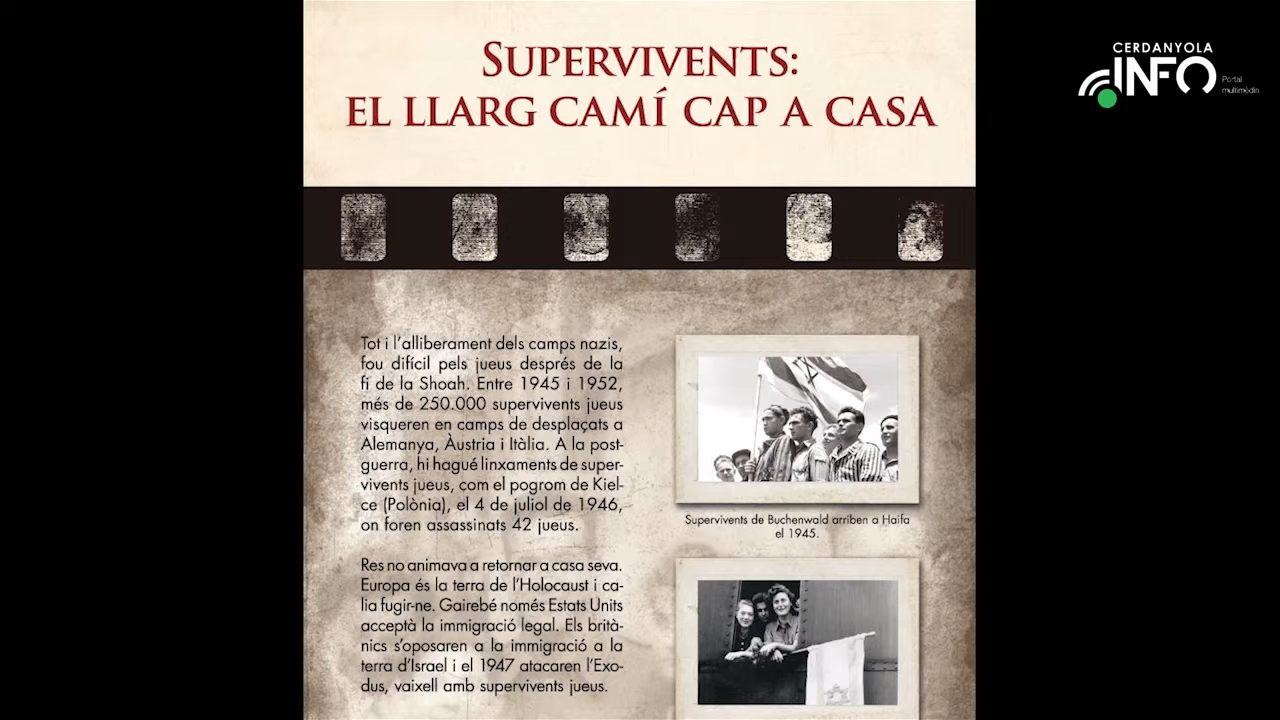 SUPERVIVENTS:
EL LLARG CAMÍ CAP A CASA
CERDANYOLA
INFO
Portal
multimèdia
Tot i l'alliberament dels camps nazis,
fou difícil pels jueus després de la
fi de la Shoah. Entre 1945 i 1952,
més de 250.000 supervivents jueus
visqueren en camps de desplaçats a
Alemanya, Àustria i Itàlia. A la post-
guerra, hi hagué linxaments de super-
vivents jueus, com el pogrom de Kiel-
ce (Polònia), el 4 de juliol de 1946,
on foren assassinats 42 jueus.
Res no animava a retornar a casa seva.
Europa és la terra de l'Holocaust i ca-
lia fugir-ne. Gairebé només Estats Units
acceptà la immigració legal. Els brità-
nics s'oposaren a la immigració a la
terra d'Israel i el 1947 atacaren l'Exo-
dus, vaixell amb supervivents jueus.
Supervivents de Buchenwald arriben a Haifa
el 1945.